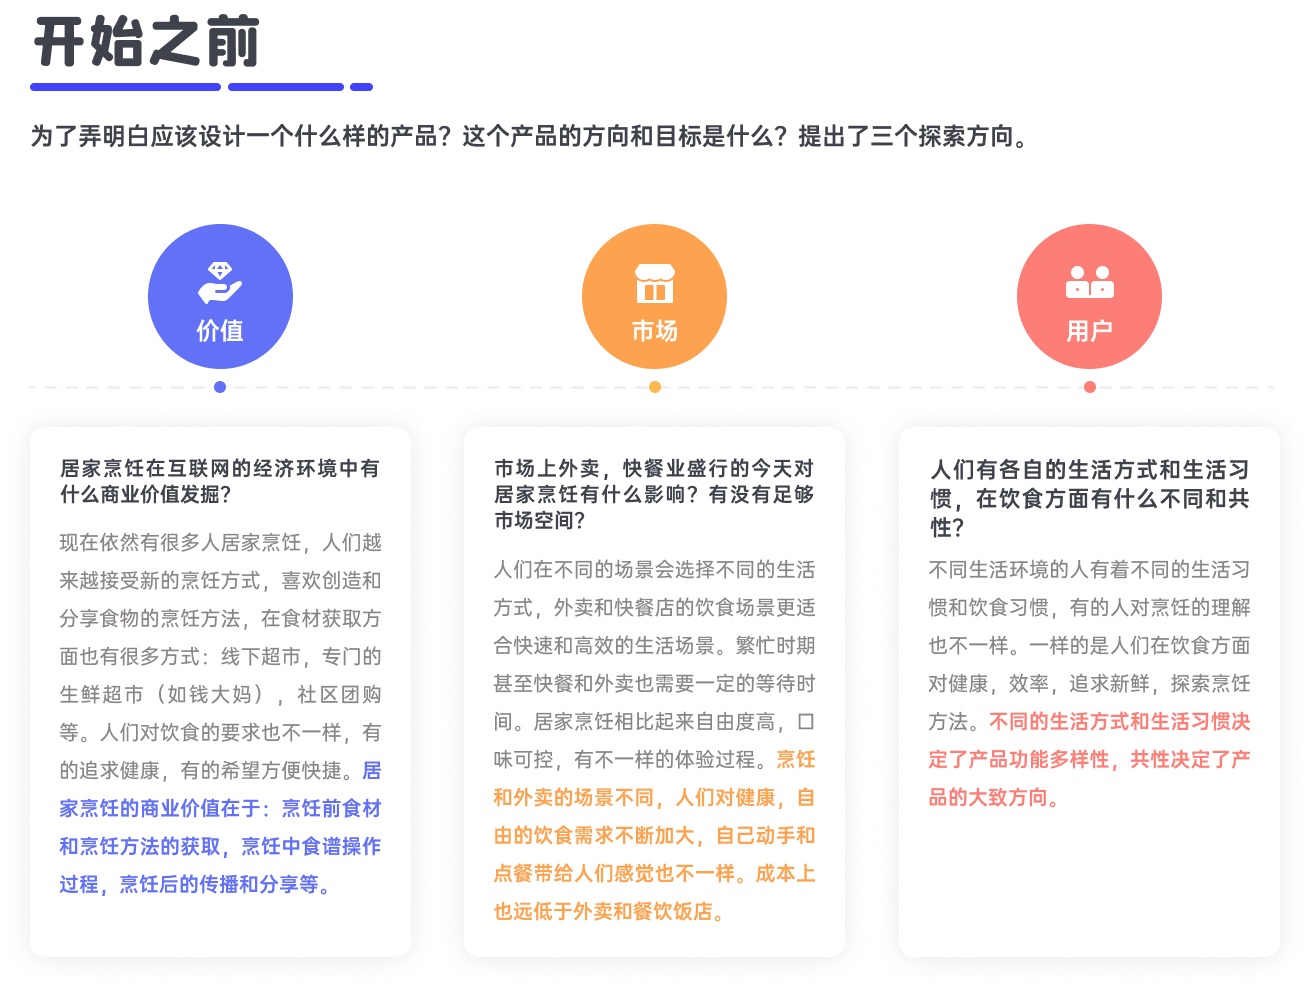 开始之前
为了弄明白应该设计一个什么样的产品？这个产品的方向和目标是什么？提出了三个探索方向。
价值
市场
用户
居家烹饪在互联网的经济环境中有
什么商业价值发掘？
现在依然有很多人居家烹饪，人们越
来越接受新的烹饪方式，喜欢创造和
分享食物的烹饪方法，在食材获取方
面也有很多方式：线下超市，专门的
生鲜超市（如钱大妈），社区团购
等。人们对饮食的要求也不一样，有
的追求健康，有的希望方便快捷。居
家烹饪的商业价值在于：烹饪前食材
和烹饪方法的获取，烹饪中食谱操作
过程，烹饪后的传播和分享等。
市场上外卖，快餐业盛行的今天对
居家烹饪有什么影响？有没有足够
市场空间？
人们在不同的场景会选择不同的生活
方式，外卖和快餐店的饮食场景更适
合快速和高效的生活场景。繁忙时期
甚至快餐和外卖也需要一定的等待时
间。居家烹饪相比起来自由度高，口
味可控，有不一样的体验过程。烹饪
和外卖的场景不同，人们对健康，自
由的饮食需求不断加大，自己动手和
点餐带给人们感觉也不一样。成本上
也远低于外卖和餐饮饭店。
人们有各自的生活方式和生活习
惯，在饮食方面有什么不同和共
性？
不同生活环境的人有着不同的生活习
惯和饮食习惯，有的人对烹饪的理解
也不一样。一样的是人们在饮食方面
对健康，效率，追求新鲜，探索烹饪
方法。不同的生活方式和生活习惯决
定了产品功能多样性，共性决定了产
品的大致方向。